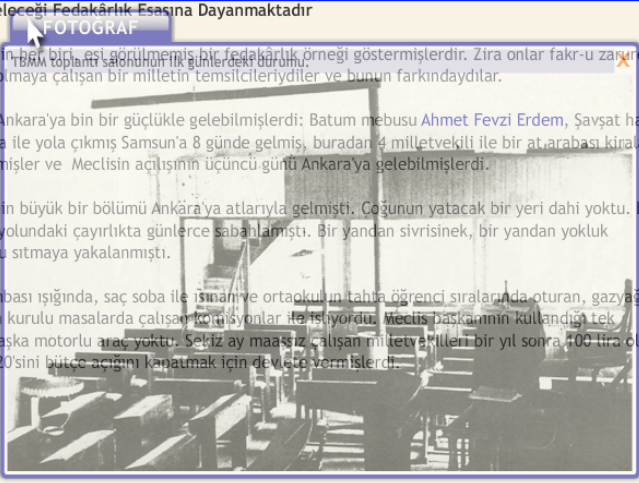 eleceği Fedakârlık Esasına Dayanmaktadır
FOTOĞRAF
in her biri, eşi görülmemiş bir fedakârlık örneği göstermişlerdir. Zira onlar fakr-u zarure
TBMM toplantı salonunun ilk günlerdeki durumu.
X
olmaya çalışan bir milletin temsilcileriydiler ve bunun farkındaydılar.
Ankara'ya bin bir güçlükle gelebilmişlerdi: Batum mebusu Ahmet Fevzi Erdem, Şavşat ha
a ile yola çıkmış Samsun'a 8 günde gelmiş, buradan 4 milletvekili ile bir at arabası kirala
mişler ve Meclisin açılışının üçüncü günü Ankara'ya gelebilmişlerdi.
in büyük bir bölümü Ankara'ya atlarıyla gelmişti. Çoğunun yatacak bir yeri dahi yoktu.
yolundaki çayırlıkta günlerce sabahlamıştı. Bir yandan sivrisinek, bir yandan yokluk
u sıtmaya yakalanmıştı.
mbası ışığında, saç soba ile ısınan ve ortaokulun tahta öğrenci sıralarında oturan, gazyağ
kurulu masalarda çalışan komisyonlar ile işliyordu. Meclis başkanının kullandığı tek
aşka motorlu araç yoktu. Sekiz ay maaşsız çalışan milletvekilleri bir yıl sonra 100 lira ol
20'sini bütçe açığını kapatmak için devlete vermişlerdi.